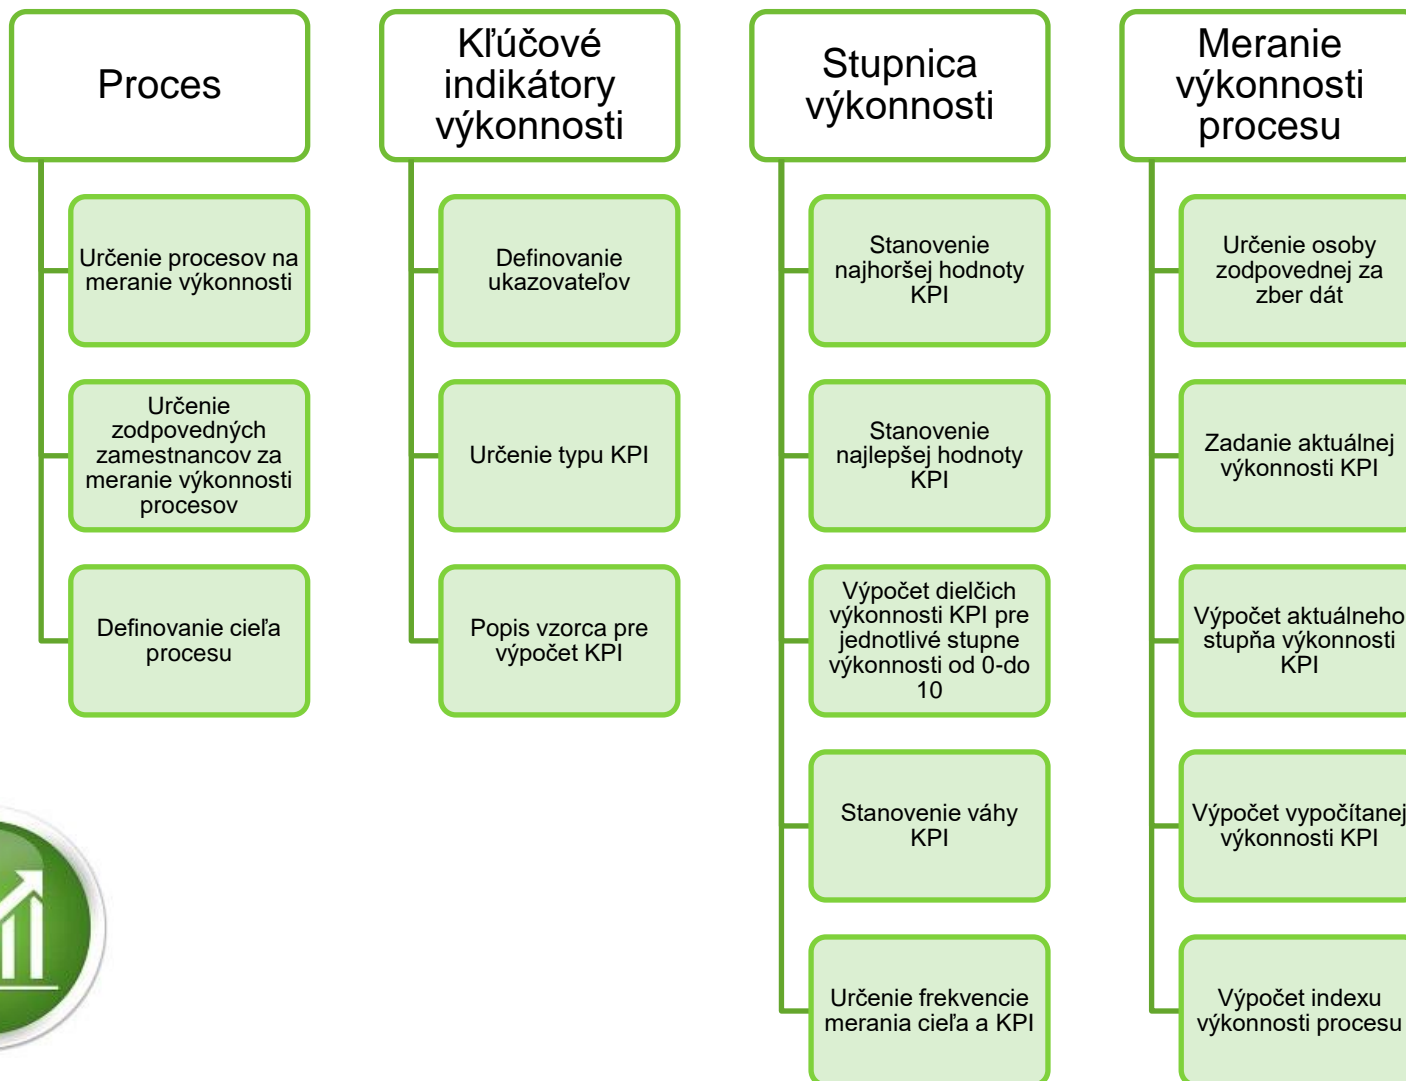 Proces
Určenie procesov na
meranie výkonnosti
Určenie
zodpovedných
zamestnancov za
meranie výkonnosti
procesov
Definovanie cieľa
procesu
Kľúčové
indikátory
výkonnosti
Definovanie
ukazovateľov
Určenie typu KPI
Popis vzorca pre
výpočet KPI
Stupnica
výkonnosti
Stanovenie
najhoršej hodnoty
KPI
Stanovenie
najlepšej hodnoty
KPI
Výpočet dielčich
výkonnosti KPI pre
jednotlivé stupne
výkonnosti od 0-do
10
Stanovenie váhy
KPI
Určenie frekvencie
merania cieľa a KPI
Meranie
výkonnosti
procesu
Určenie osoby
zodpovednej za
zber dát
Zadanie aktuálnej
výkonnosti KPI
Výpočet aktuálneho
stupňa výkonnosti
KPI
Výpočet vypočítanej
výkonnosti KPI
Výpočet indexu
výkonnosti procesu